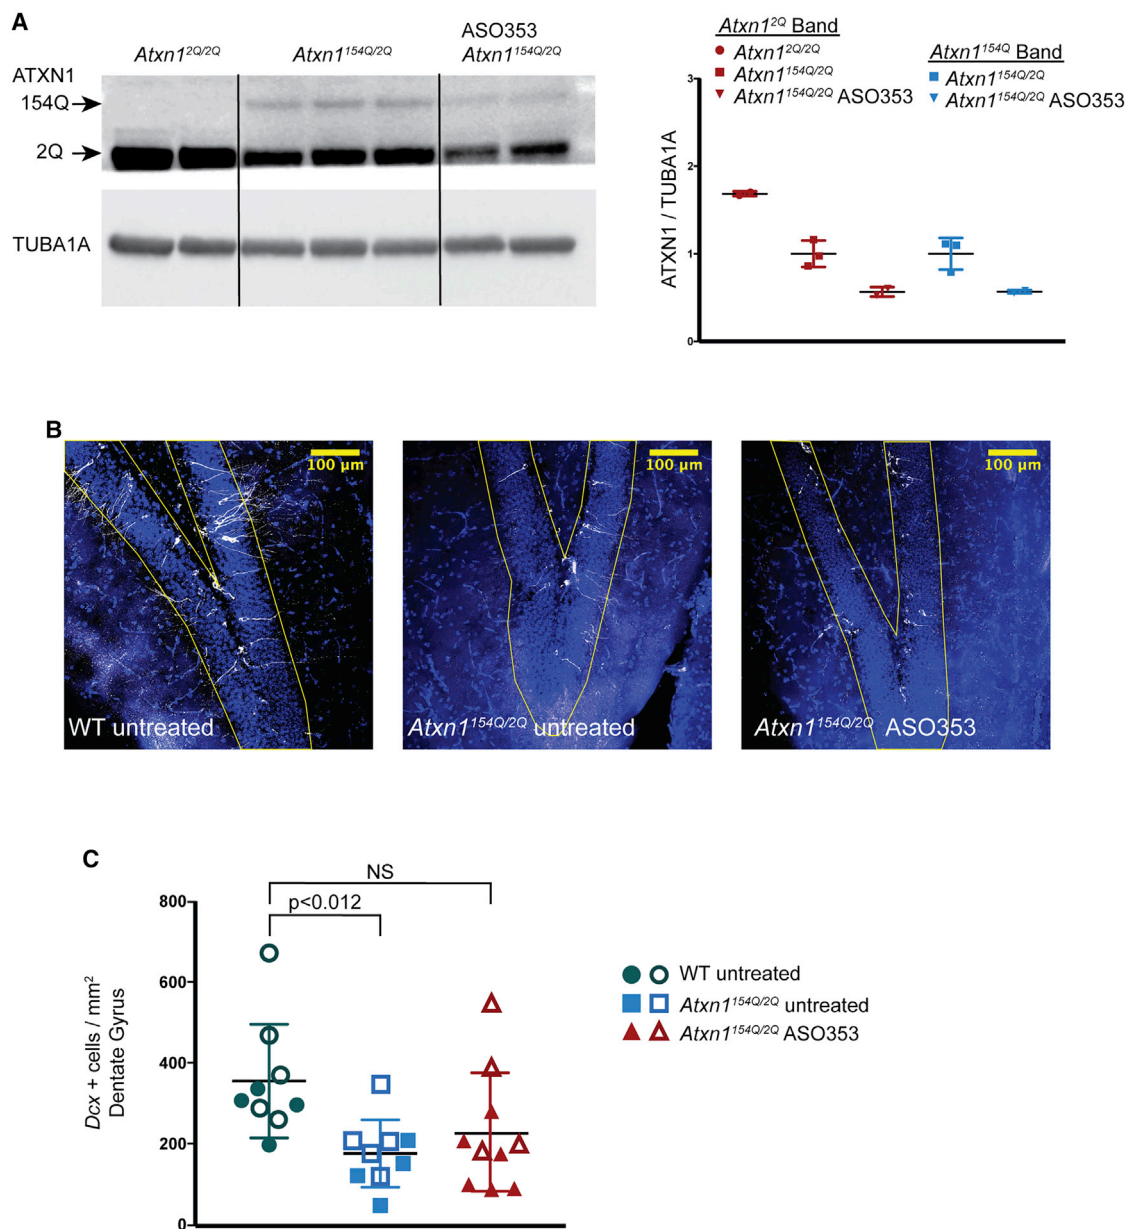 A
Atxn1 2Q/2Q
Atxn1 154Q/2Q
ASO353
Atxn1 154Q/2Q
ATXN1
154Q
2Q
TUBA1A
Atxn1 2Q Band
Atxn1 2Q/2Q
Atxn1 154Q/2Q
Atxn1 154Q/2Q ASO353
Atxn1 154Q Band
Atxn1 154Q/2Q
Atxn1 154Q/2Q ASO353
ATXN1 / TUBA1A
3
2
1
0
B
100 µm
WT untreated
100 µm
Atxn1 154Q/2Q untreated
100 µm
Atxn1 154Q/2Q ASO353
C
NS
p<0.012
Dcx + cells / mm²
Dentate Gyrus
800
600
400
200
0
WT untreated
Atxn1 154Q/2Q untreated
Atxn1 154Q/2Q ASO353